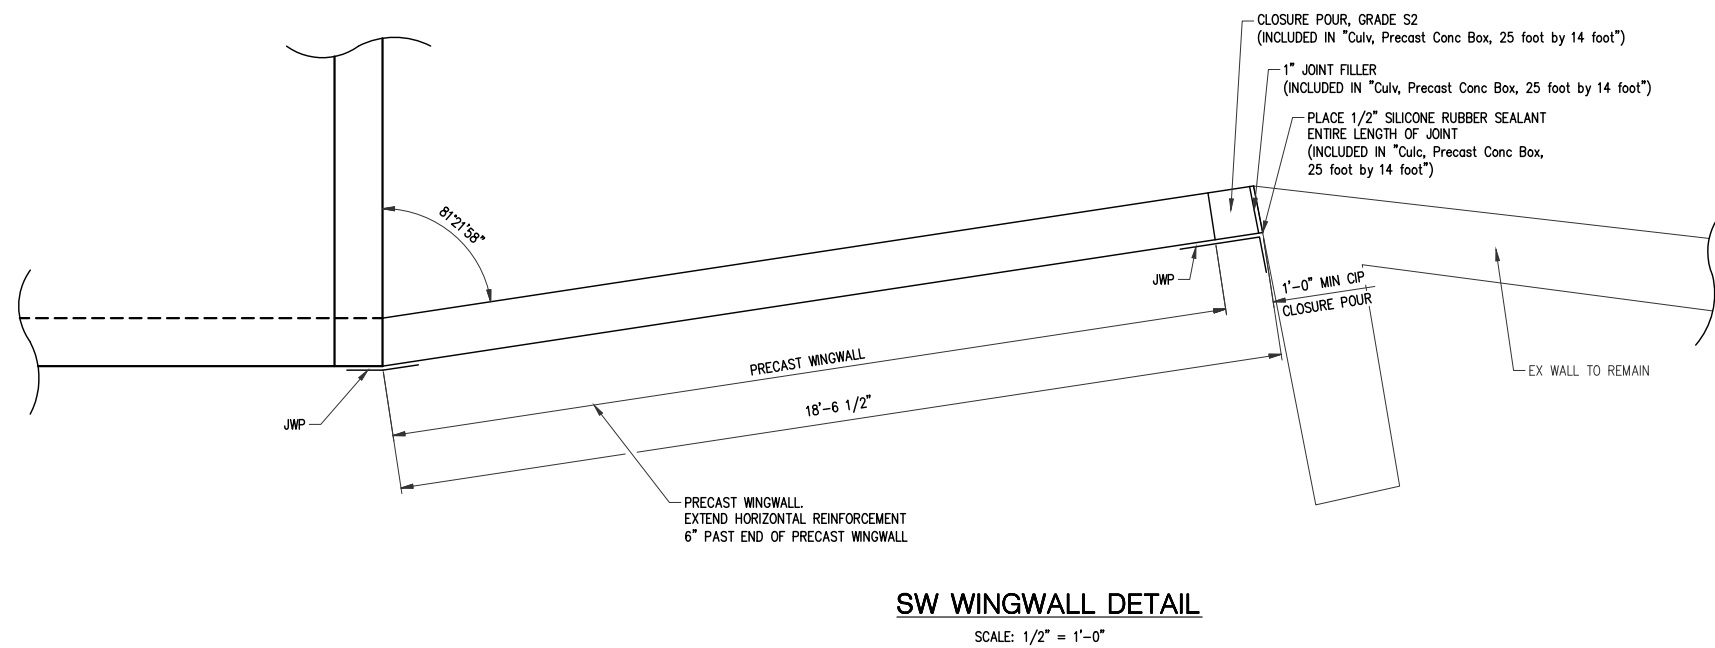 CLOSURE POUR, GRADE S2
(INCLUDED IN "Culv, Precast Conc Box, 25 foot by 14 foot")
1" JOINT FILLER
(INCLUDED IN "Culv, Precast Conc Box, 25 foot by 14 foot")
PLACE 1/2" SILICONE RUBBER SEALANT
ENTIRE LENGTH OF JOINT
(INCLUDED IN "Culc, Precast Conc Box,
25 foot by 14 foot")
81°21'58"
JWP
1'-0" MIN CIP
CLOSURE POUR
PRECAST WINGWALL
EX WALL TO REMAIN
18'-6 1/2"
JWP
PRECAST WINGWALL.
EXTEND HORIZONTAL REINFORCEMENT
6" PAST END OF PRECAST WINGWALL
SW WINGWALL DETAIL
SCALE: 1/2" = 1'-0"